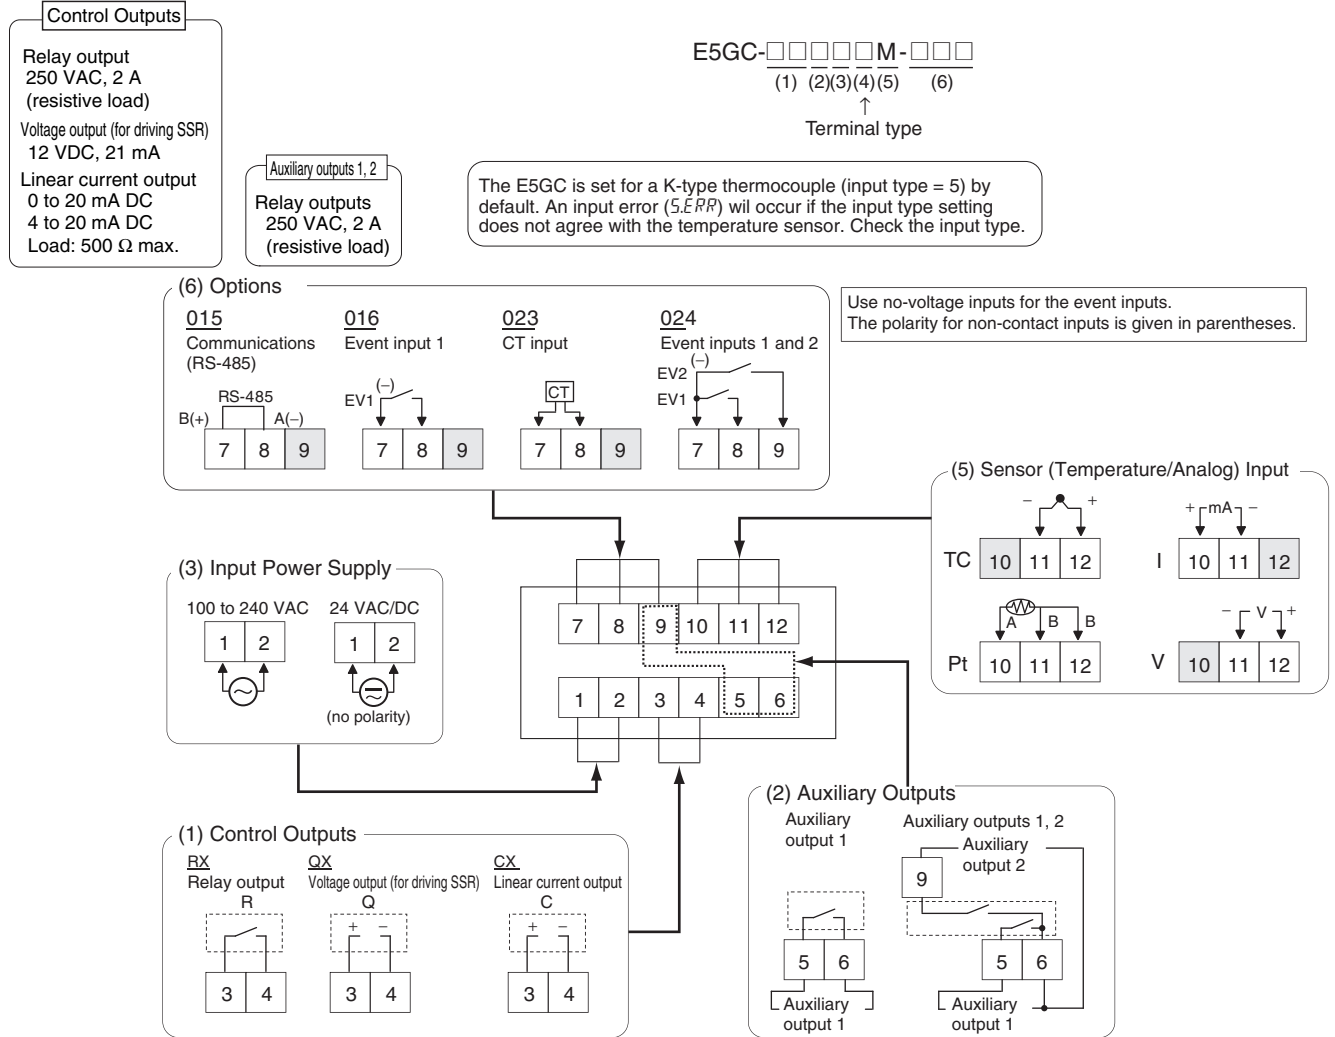 Control Outputs
Relay output
250 VAC, 2 A
(resistive load)
Voltage output (for driving SSR)
12 VDC, 21 mA
Linear current output
0 to 20 mA DC
4 to 20 mA DC
Load: 500 Ω max.
Auxiliary outputs 1, 2
Relay outputs
250 VAC, 2 A
(resistive load)
E5GC-□□□□□M-□□□
(1) (2)(3)(4)(5) (6)
↑
Terminal type
The E5GC is set for a K-type thermocouple (input type = 5) by
default. An input error (S.ERR) wil occur if the input type setting
does not agree with the temperature sensor. Check the input type.
(6) Options
015
Communications
(RS-485)
RS-485
B(+) A(−)
7 8 9
016
Event input 1
(−)
EV1
7 8 9
023
CT input
CT
7 8 9
024
Event inputs 1 and 2
(−)
EV2
EV1
7 8 9
Use no-voltage inputs for the event inputs.
The polarity for non-contact inputs is given in parentheses.
(5) Sensor (Temperature/Analog) Input
− +
TC 10 11 12
+ mA −
I 10 11 12
A B B
Pt 10 11 12
− V +
V 10 11 12
(3) Input Power Supply
100 to 240 VAC
1 2
24 VAC/DC
1 2
(no polarity)
7 8 9 10 11 12
1 2 3 4 5 6
(1) Control Outputs
RX
Relay output
R
3 4
QX
Voltage output (for driving SSR)
Q
+ −
3 4
CX
Linear current output
C
+ −
3 4
(2) Auxiliary Outputs
Auxiliary
output 1
5 6
Auxiliary
output 1
Auxiliary outputs 1, 2
Auxiliary
output 2
9
5 6
Auxiliary
output 1